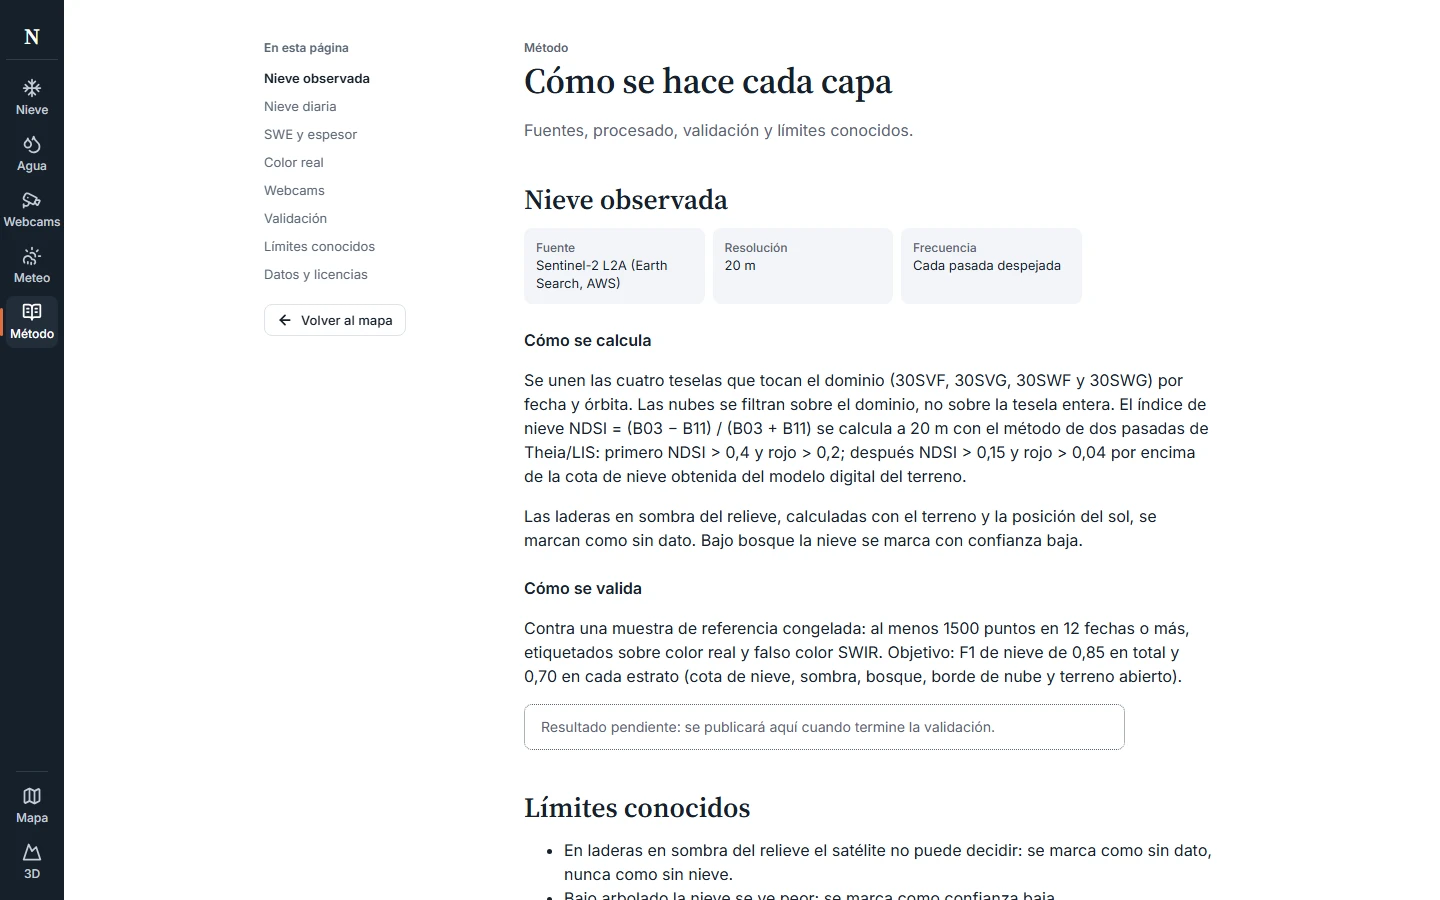 N
Nieve
Agua
Webcams
Meteo
Método
Mapa
3D
En esta página
Nieve observada
Nieve diaria
SWE y espesor
Color real
Webcams
Validación
Límites conocidos
Datos y licencias
Volver al mapa
Método
Cómo se hace cada capa
Fuentes, procesado, validación y límites conocidos.
Nieve observada
Fuente
Sentinel-2 L2A (Earth
Search, AWS)
Resolución
20 m
Frecuencia
Cada pasada despejada
Cómo se calcula
Se unen las cuatro teselas que tocan el dominio (30SVF, 30SVG, 30SWF y 30SWG) por
fecha y órbita. Las nubes se filtran sobre el dominio, no sobre la tesela entera. El índice de
nieve NDSI = (B03 − B11) / (B03 + B11) se calcula a 20 m con el método de dos pasadas de
Theia/LIS: primero NDSI > 0,4 y rojo > 0,2; después NDSI > 0,15 y rojo > 0,04 por encima
de la cota de nieve obtenida del modelo digital del terreno.
Las laderas en sombra del relieve, calculadas con el terreno y la posición del sol, se
marcan como sin dato. Bajo bosque la nieve se marca con confianza baja.
Cómo se valida
Contra una muestra de referencia congelada: al menos 1500 puntos en 12 fechas o más,
etiquetados sobre color real y falso color SWIR. Objetivo: F1 de nieve de 0,85 en total y
0,70 en cada estrato (cota de nieve, sombra, bosque, borde de nube y terreno abierto).
Resultado pendiente: se publicará aquí cuando termine la validación.
Límites conocidos
• En laderas en sombra del relieve el satélite no puede decidir: se marca como sin dato,
nunca como sin nieve.
• Bajo arbolado la nieve se ve peor: se marca como confianza baja.